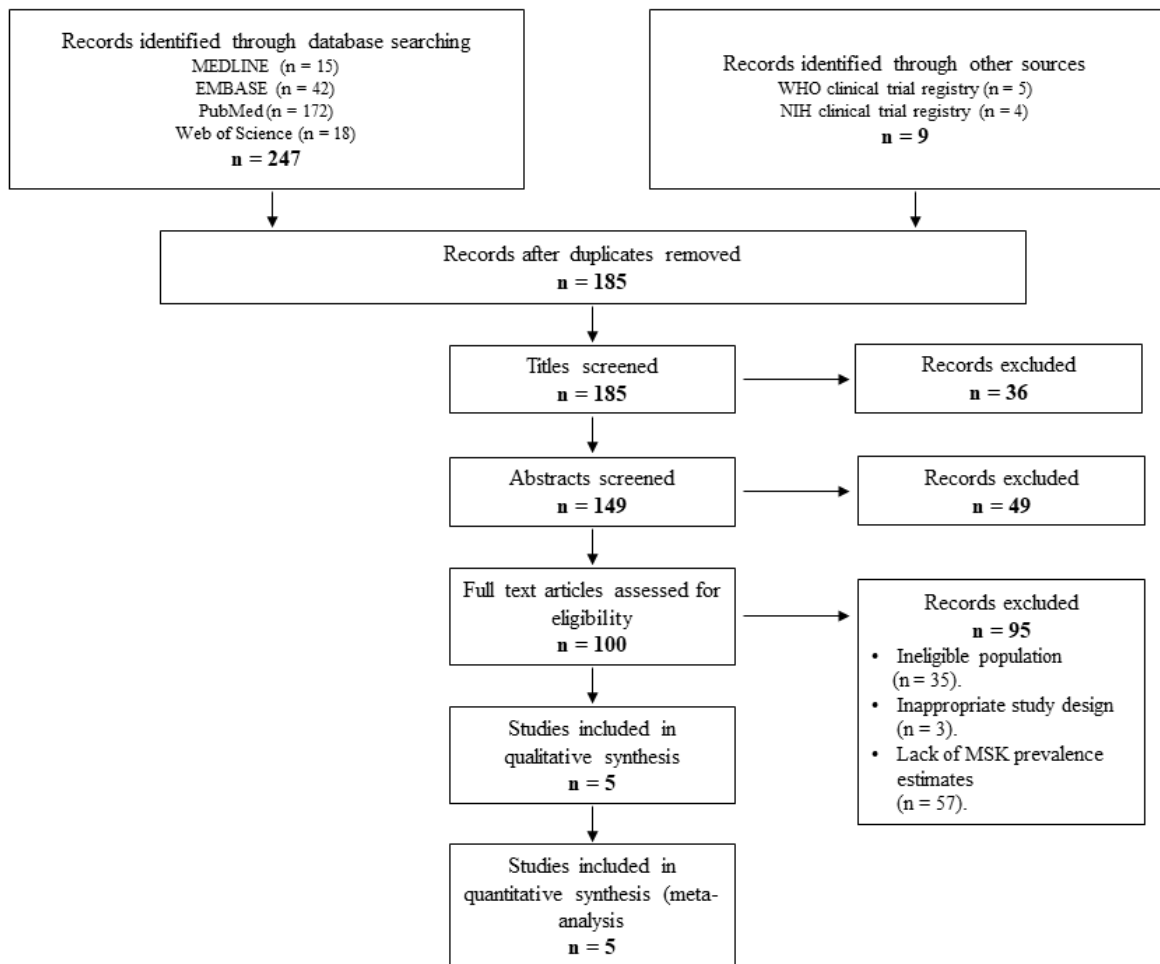 Records identified through database searching
MEDLINE (n = 15)
EMBASE (n = 42)
PubMed (n = 172)
Web of Science (n = 18)
n = 247
Records identified through other sources
WHO clinical trial registry (n = 5)
NIH clinical trial registry (n = 4)
n = 9
Records after duplicates removed
n = 185
Titles screened
n = 185
Records excluded
n = 36
Abstracts screened
n = 149
Records excluded
n = 49
Full text articles assessed for
eligibility
n = 100
Records excluded
n = 95
• Ineligible population
(n = 35).
• Inappropriate study design
(n = 3).
• Lack of MSK prevalence
estimates
(n = 57).
Studies included in
qualitative synthesis
n = 5
Studies included in
quantitative synthesis (meta-
analysis
n = 5